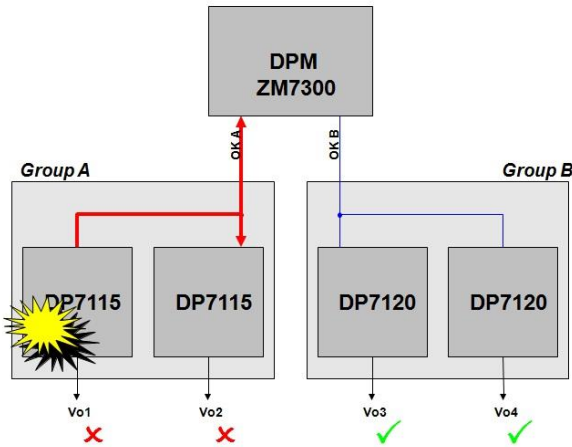 DPM
ZM7300
OK A
OK B
Group A
Group B
DP7115
DP7115
DP7120
DP7120
Vo1
Vo2
Vo3
Vo4